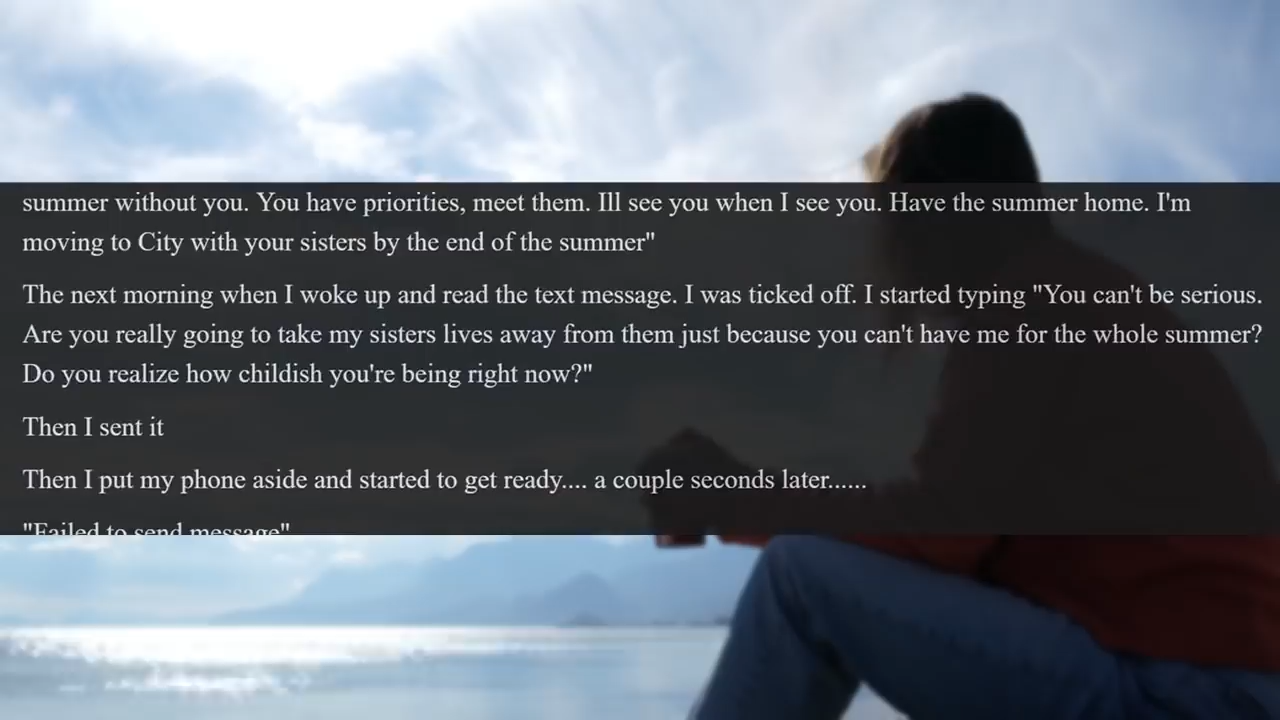 summer without you. You have priorities, meet them. Ill see you when I see you. Have the summer home. I'm
moving to City with your sisters by the end of the summer"
The next morning when I woke up and read the text message. I was ticked off. I started typing "You can't be serious.
Are you really going to take my sisters lives away from them just because you can't have me for the whole summer?
Do you realize how childish you're being right now?"
Then I sent it
Then I put my phone aside and started to get ready.... a couple seconds later......
"Failed to send message"